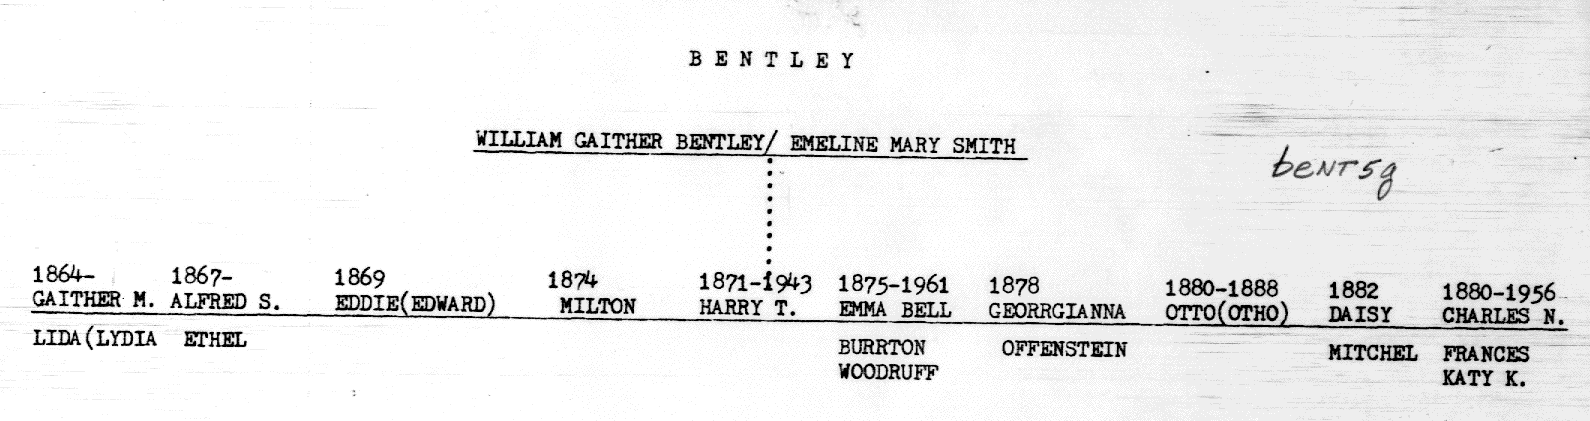 B E N T L E Y
WILLIAM GAITHER BENTLEY/ EMELINE MARY SMITH
bENT5g
1864- 1867- 1869 1874 1871-1943 1875-1961 1878 1880-1888 1882 1880-1956
GAITHER M. ALFRED S. EDDIE(EDWARD) MILTON HARRY T. EMMA BELL GEORRGIANNA OTTO(OTHO) DAISY CHARLES N.
LIDA(LYDIA ETHEL BURRTON OFFENSTEIN MITCHEL FRANCES
WOODRUFF KATY K.